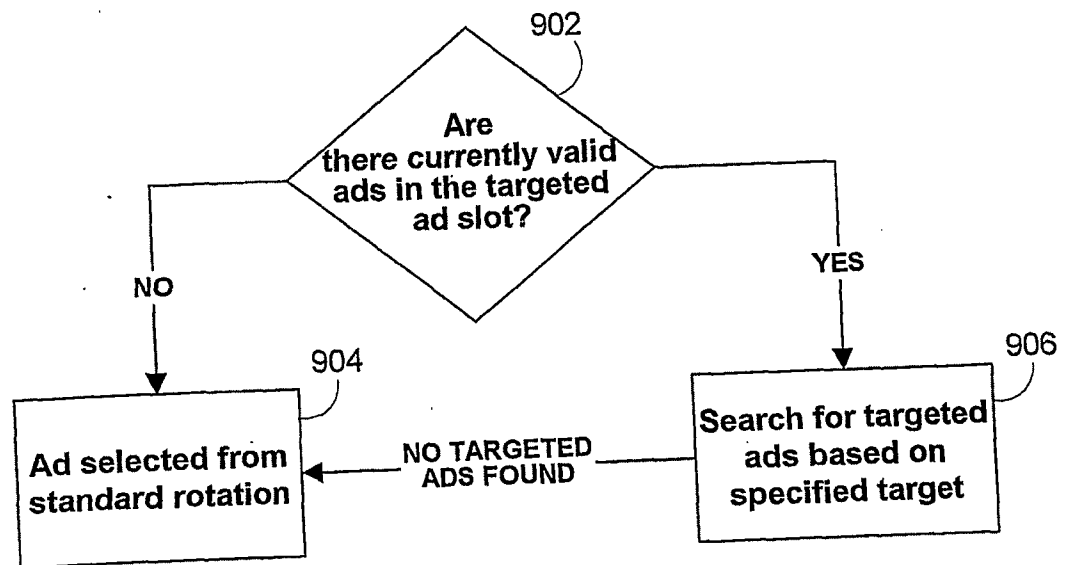 902
Are
there currently valid
ads in the targeted
ad slot?
NO
YES
904
906
Ad selected from
standard rotation
NO TARGETED
ADS FOUND
Search for targeted
ads based on
specified target